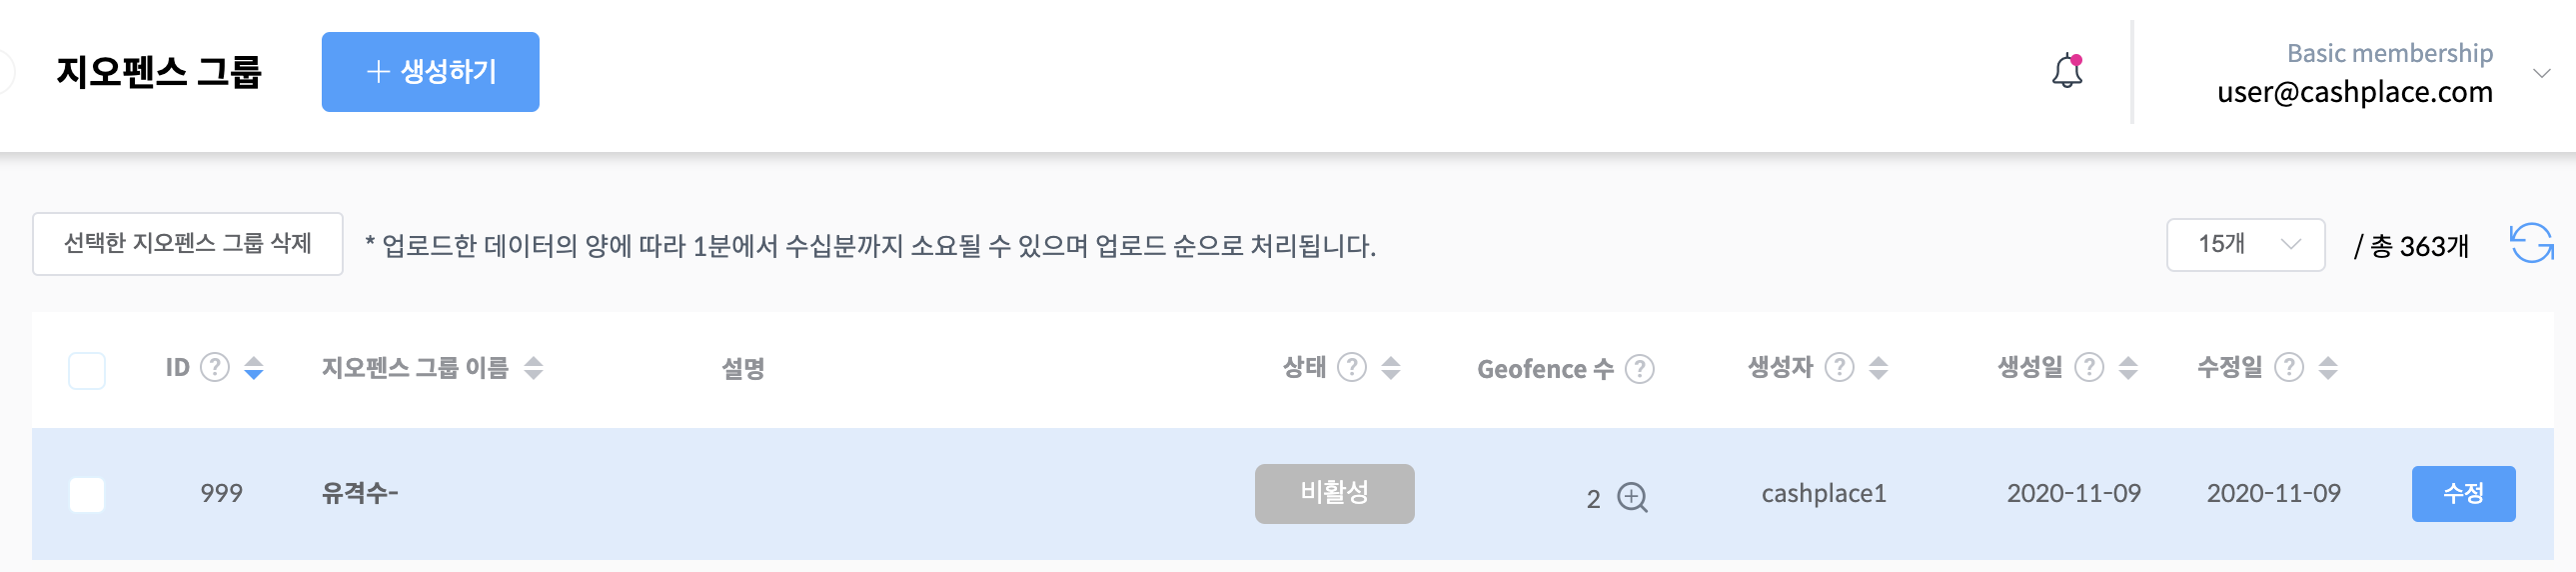 지오펜스 그룹
+ 생성하기
Basic membership
user@cashplace.com
선택한 지오펜스 그룹 삭제
* 업로드한 데이터의 양에 따라 1분에서 수십분까지 소요될 수 있으며 업로드 순으로 처리됩니다.
15개
/ 총 363개
ID ? 지오펜스 그룹 이름 설명 상태 ? Geofence 수 ? 생성자 ? 생성일 ? 수정일 ?
999 유격수- 비활성 2 cashplace1 2020-11-09 2020-11-09 수정